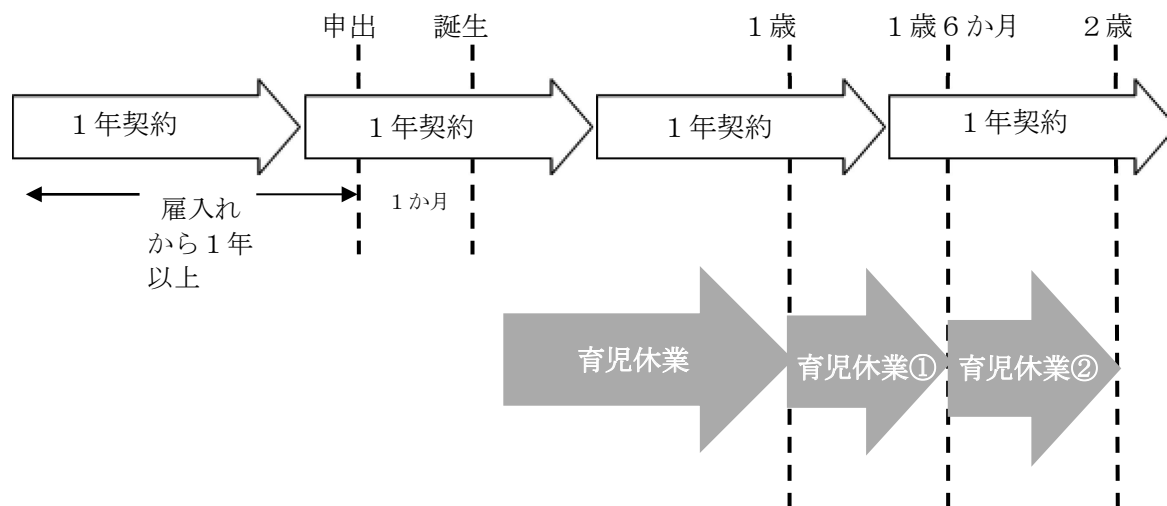 申出
誕生
１歳
１歳６か月
２歳
１年契約
１年契約
１年契約
１年契約
雇入れ
から１年
以上
１か月
育児休業
育児休業①
育児休業②